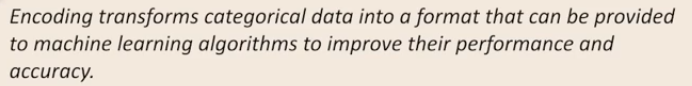 Encoding transforms categorical data into a format that can be provided
to machine learning algorithms to improve their performance and
accuracy.